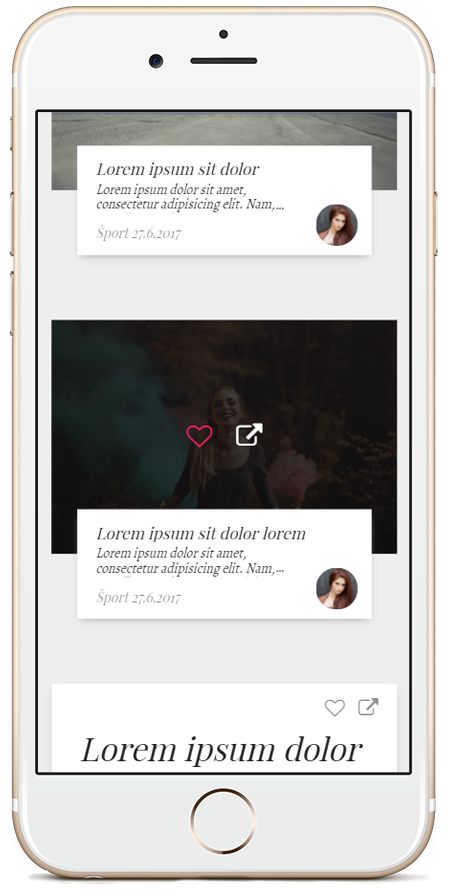 Lorem ipsum sit dolor
Lorem ipsum dolor sit amet,
consectetur adipisicing elit. Nam,...
Šport 27.6.2017
Lorem ipsum sit dolor lorem
Lorem ipsum dolor sit amet,
consectetur adipisicing elit. Nam,...
Šport 27.6.2017
Lorem ipsum dolor